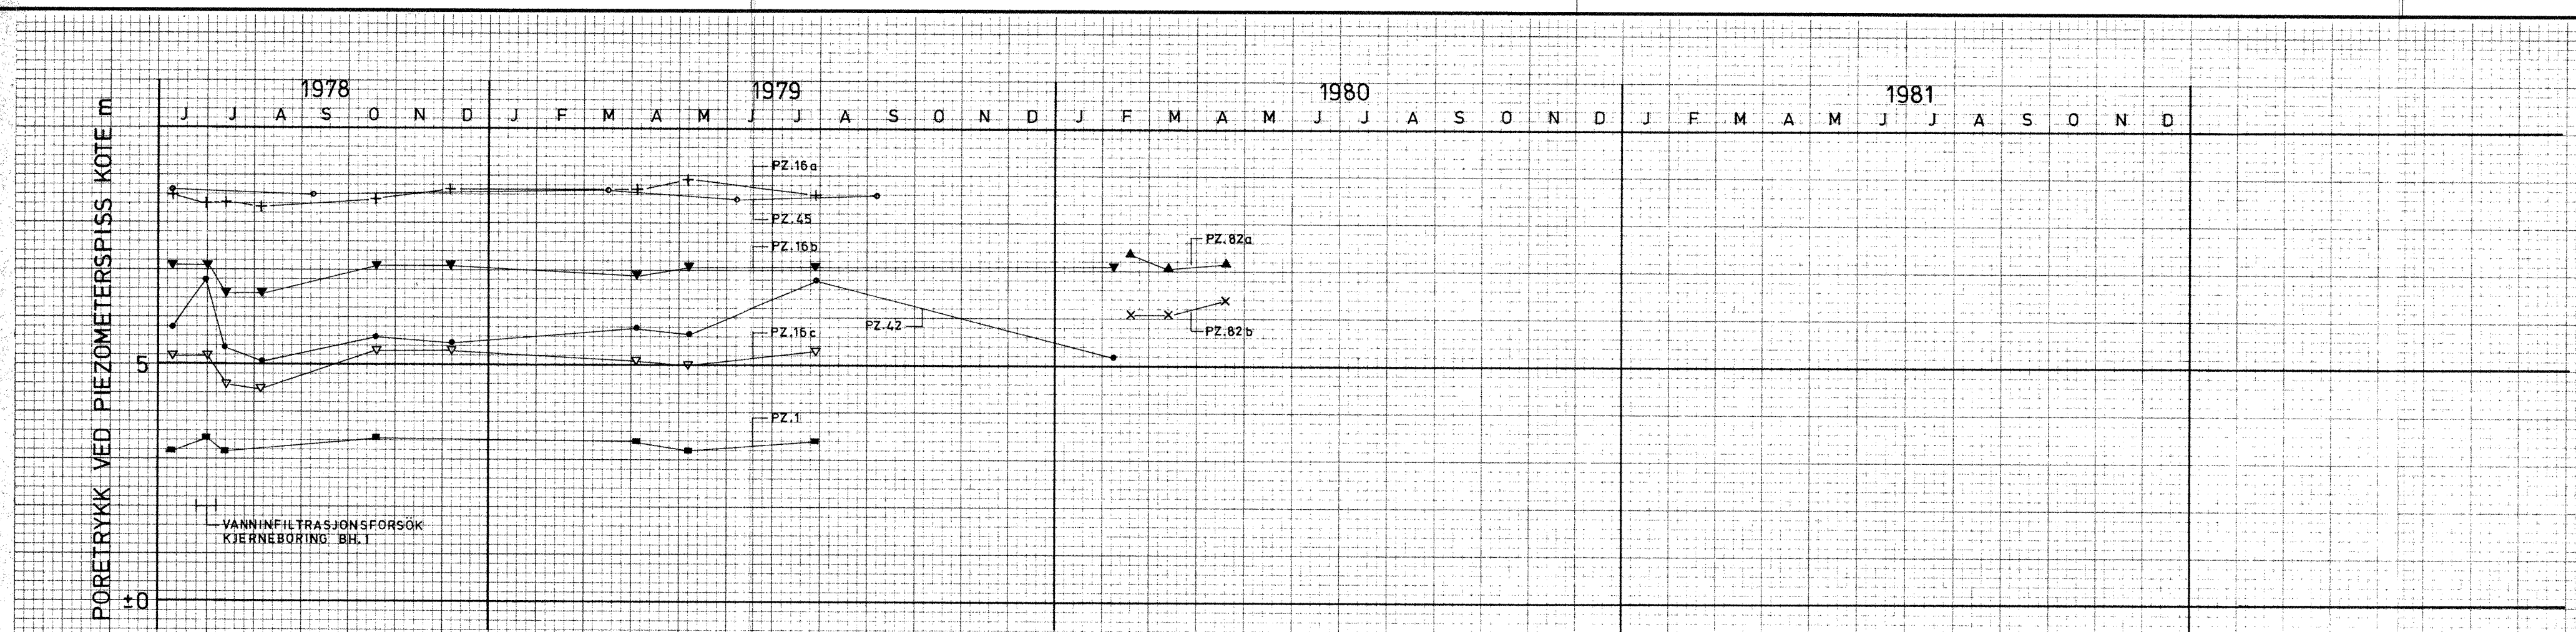 PORETRYKK VED PIEZOMETERSPISS KOTE m
1978 1979 1980 1981
J J A S O N D J F M A M J J A S O N D J F M A M J J A S O N D J F M A M J J A S O N D
PZ.16a
PZ.45
PZ.16b
PZ.82a
PZ.42
PZ.16c
PZ.82b
5
PZ.1
VANNINFILTRASJONSFORSÖK
KJERNEBORING BH.1
±0